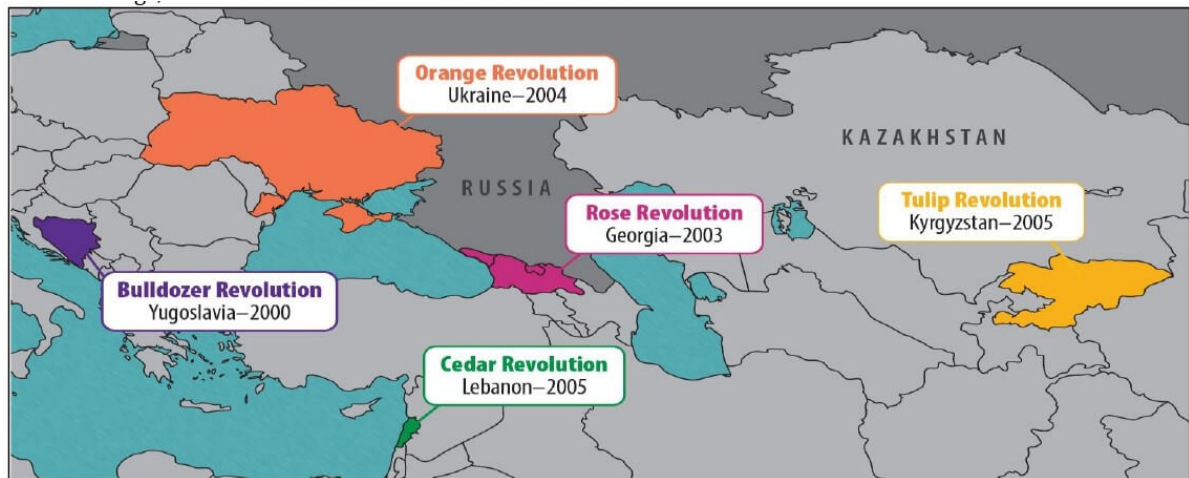 Orange Revolution
Ukraine–2004
KAZAKHSTAN
RUSSIA
Tulip Revolution
Kyrgyzstan–2005
Rose Revolution
Georgia–2003
Bulldozer Revolution
Yugoslavia–2000
Cedar Revolution
Lebanon–2005